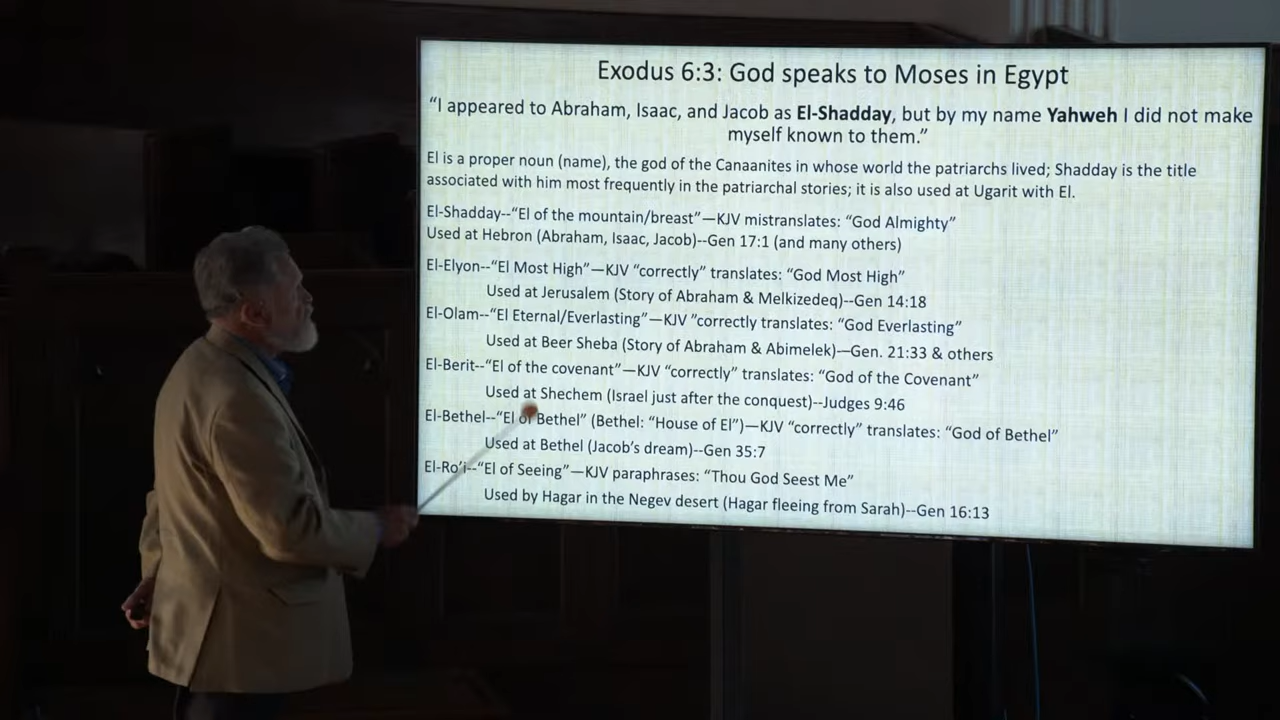 Exodus 6:3: God speaks to Moses in Egypt
“I appeared to Abraham, Isaac, and Jacob as El-Shadday, but by my name Yahweh I did not make
myself known to them.”
El is a proper noun (name), the god of the Canaanites in whose world the patriarchs lived; Shadday is the title
associated with him most frequently in the patriarchal stories; it is also used at Ugarit with El.
El-Shadday--“El of the mountain/breast”—KJV mistranslates: “God Almighty”
Used at Hebron (Abraham, Isaac, Jacob)--Gen 17:1 (and many others)
El-Elyon--“El Most High”—KJV “correctly” translates: “God Most High”
Used at Jerusalem (Story of Abraham & Melkizedeq)--Gen 14:18
El-Olam--“El Eternal/Everlasting”—KJV “correctly translates: “God Everlasting”
Used at Beer Sheba (Story of Abraham & Abimelek)—Gen. 21:33 & others
El-Berit--“El of the covenant”—KJV “correctly” translates: “God of the Covenant”
Used at Shechem (Israel just after the conquest)--Judges 9:46
El-Bethel--“El of Bethel” (Bethel: “House of El”)—KJV “correctly” translates: “God of Bethel”
Used at Bethel (Jacob’s dream)--Gen 35:7
El-Ro’i--“El of Seeing”—KJV paraphrases: “Thou God Seest Me”
Used by Hagar in the Negev desert (Hagar fleeing from Sarah)--Gen 16:13